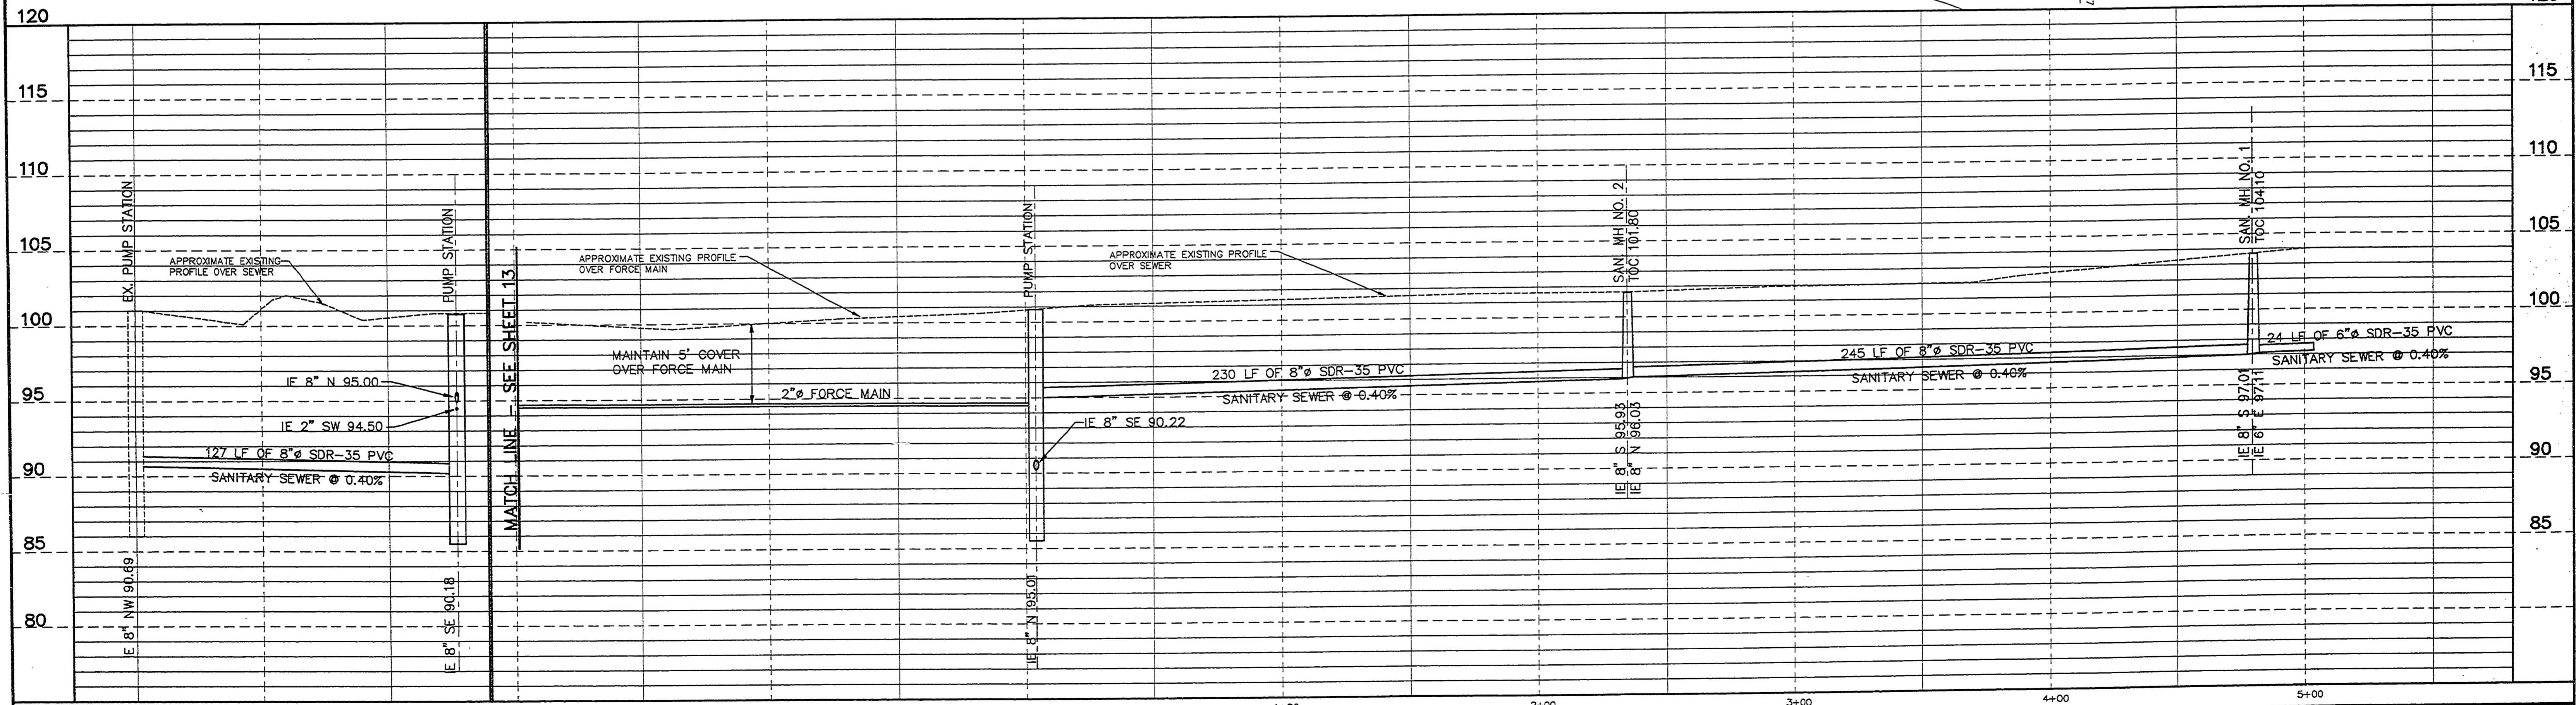 120
115
110
105
100
95
90
85
80
EX. PUMP STATION
E 8" NW 90.69
APPROXIMATE EXISTING
PROFILE OVER SEWER
127 LF OF 8"ø SDR-35 PVC
SANITARY SEWER @ 0.40%
IE 8" N 95.00
IE 2" SW 94.50
PUMP STATION
IE 8" SE 90.18
MATCH LINE - SEE SHEET 13
APPROXIMATE EXISTING PROFILE
OVER FORCE MAIN
MAINTAIN 5' COVER
OVER FORCE MAIN
2"ø FORCE MAIN
PUMP STATION
IE 8" N 95.01
IE 8" SE 90.22
APPROXIMATE EXISTING PROFILE
OVER SEWER
230 LF OF 8"ø SDR-35 PVC
SANITARY SEWER @ 0.40%
SAN. MH NO. 2
TOC 101.80
IE 8" S 95.93
IE 8" N 96.03
245 LF OF 8"ø SDR-35 PVC
SANITARY SEWER @ 0.40%
SAN. MH NO. 1
TOC 104.10
IE 8" S 97.01
IE 6" E 97.11
24 LF OF 6"ø SDR-35 PVC
SANITARY SEWER @ 0.40%
115
110
105
100
95
90
85
3+00
4+00
5+00